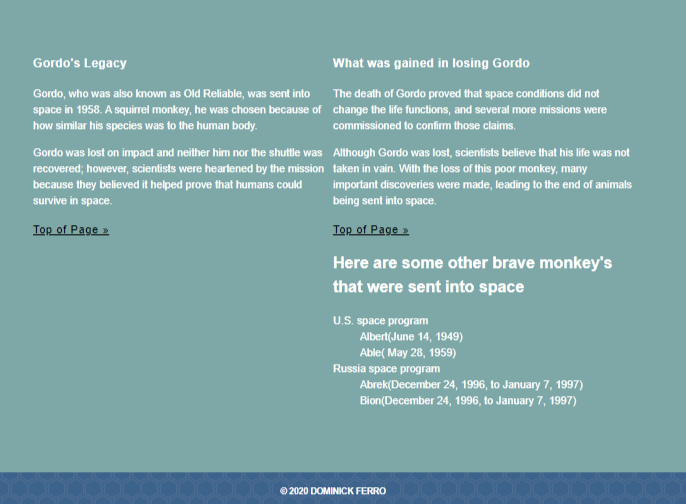 Gordo's Legacy
Gordo, who was also known as Old Reliable, was sent into
space in 1958. A squirrel monkey, he was chosen because of
how similar his species was to the human body.
Gordo was lost on impact and neither him nor the shuttle was
recovered; however, scientists were heartened by the mission
because they believed it helped prove that humans could
survive in space.
Top of Page »
What was gained in losing Gordo
The death of Gordo proved that space conditions did not
change the life functions, and several more missions were
commissioned to confirm those claims.
Although Gordo was lost, scientists believe that his life was not
taken in vain. With the loss of this poor monkey, many
important discoveries were made, leading to the end of animals
being sent into space.
Top of Page »
Here are some other brave monkey's
that were sent into space
U.S. space program
Albert(June 14, 1949)
Able( May 28, 1959)
Russia space program
Abrek(December 24, 1996, to January 7, 1997)
Bion(December 24, 1996, to January 7, 1997)
© 2020 DOMINICK FERRO